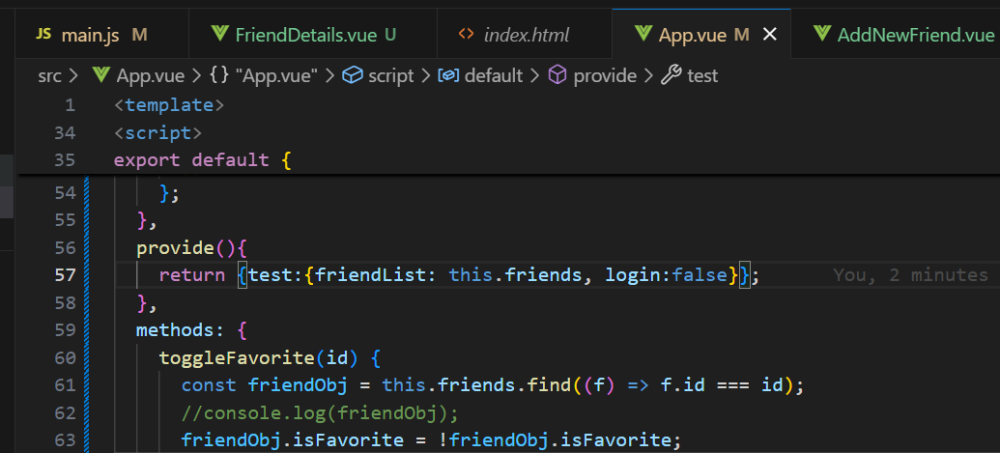 JS main.js M FriendDetails.vue U <> index.html App.vue M × AddNewFriend.vue
src > App.vue > {} "App.vue" > script > default > provide > test
1 <template>
34 <script>
35 export default {
54 };
55 },
56 provide(){
57 return {test:{friendList: this.friends, login:false}}; You, 2 minutes
58 },
59 methods: {
60 toggleFavorite(id) {
61 const friendObj = this.friends.find((f) => f.id === id);
62 //console.log(friendObj);
63 friendObj.isFavorite = !friendObj.isFavorite;